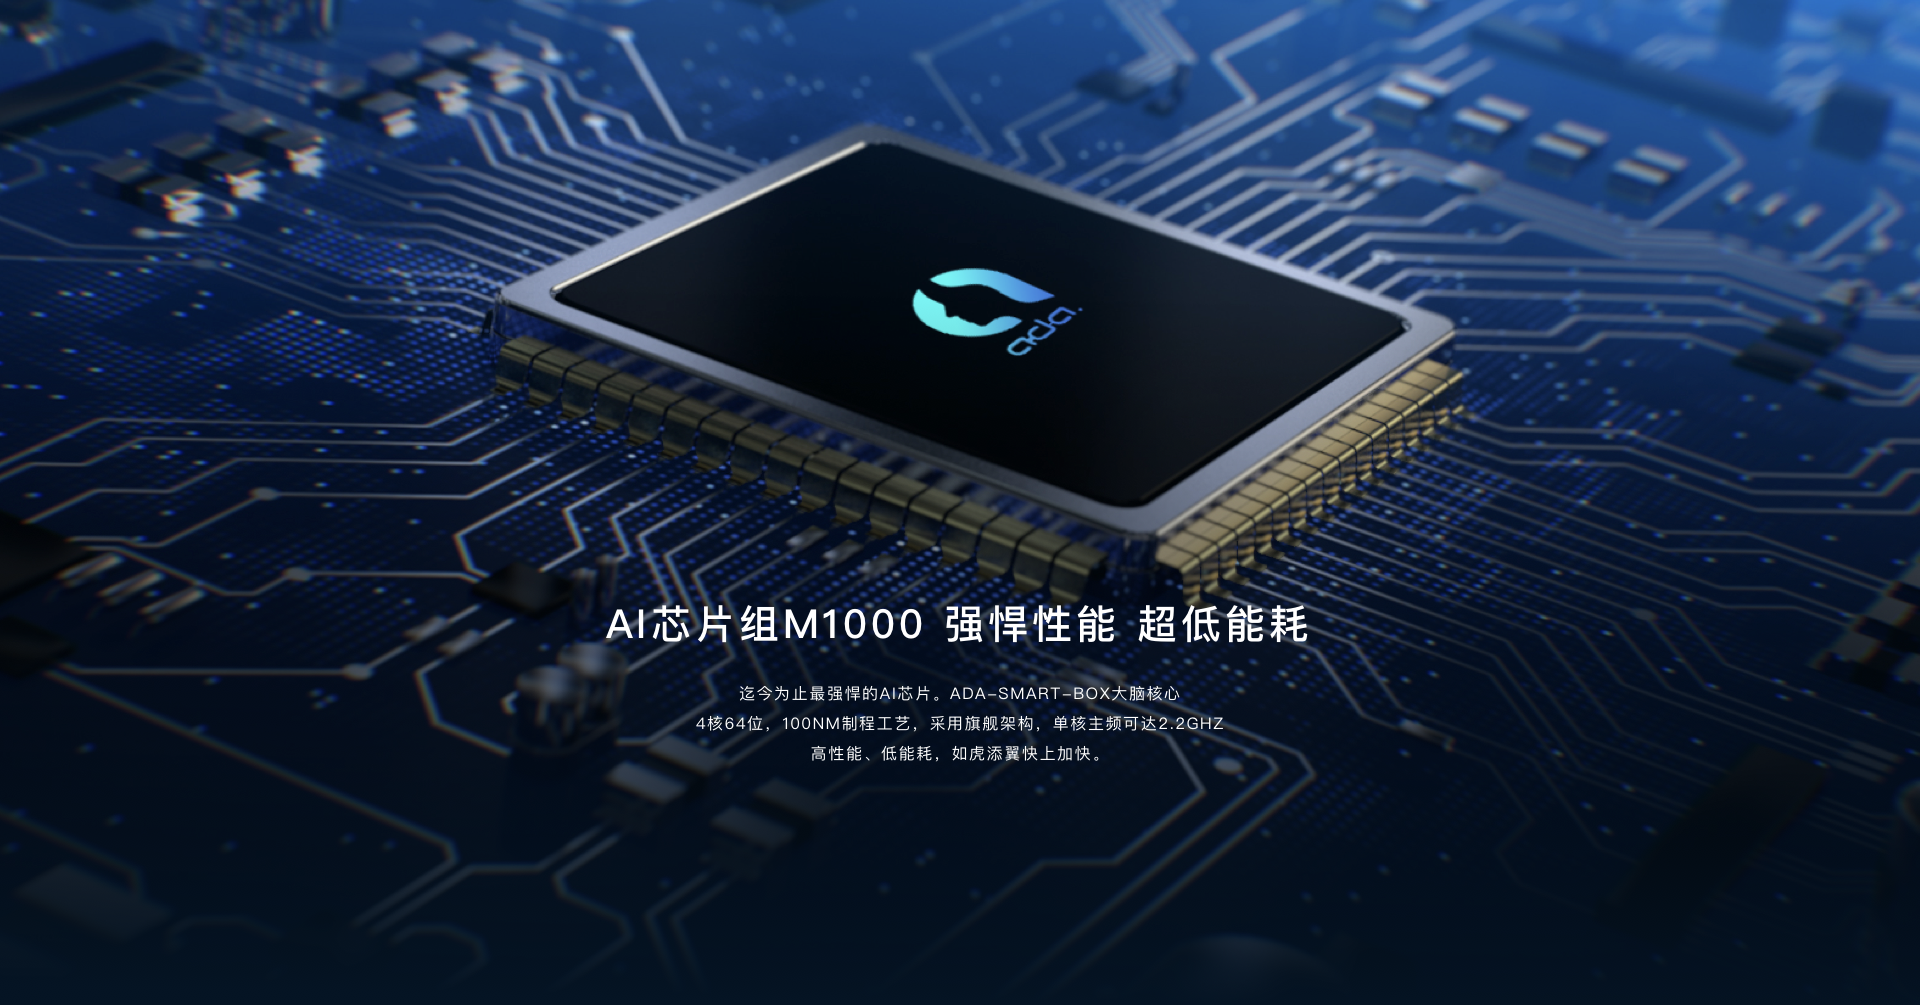 ada.
AI芯片组M1000 强悍性能 超低能耗
迄今为止最强悍的AI芯片。ADA-SMART-BOX大脑核心
4核64位，100NM制程工艺，采用旗舰架构，单核主频可达2.2GHZ
高性能、低能耗，如虎添翼快上加快。